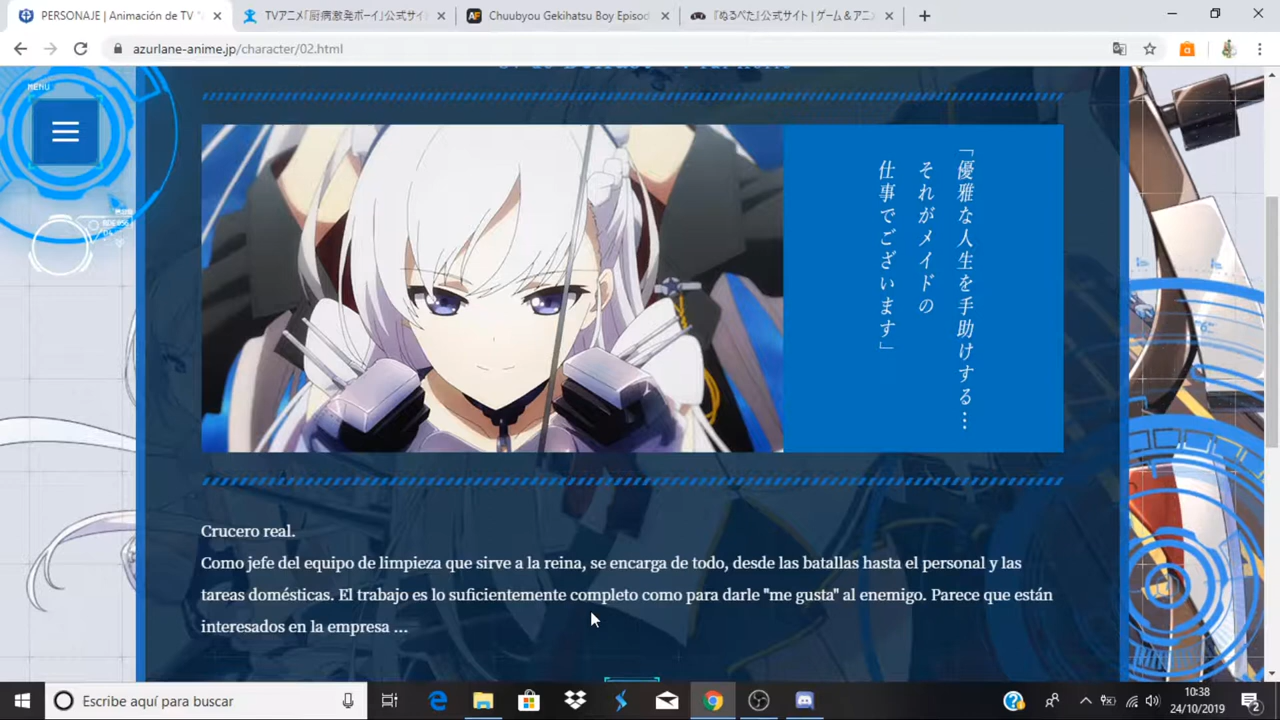 PERSONAJE | Animación de TV "
TVアニメ「厨病激発ボーイ」公式サイ
Chuubyou Gekihatsu Boy Episod
『ぬるぺた』公式サイト | ゲーム＆アニ
azurlane-anime.jp/character/02.html
MENU
「優雅な人生を手助けする…
それがメイドの
仕事でございます」
Crucero real.
Como jefe del equipo de limpieza que sirve a la reina, se encarga de todo, desde las batallas hasta el personal y las
tareas domésticas. El trabajo es lo suficientemente completo como para darle "me gusta" al enemigo. Parece que están
interesados en la empresa ...
Escribe aquí para buscar
10:38
24/10/2019
2